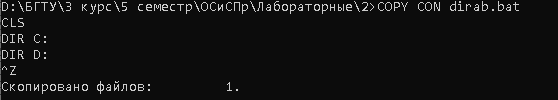 D:\БГТУ\3 курс\5 семестр\ОСиСПр\Лабораторные\2>COPY CON dirab.bat
CLS
DIR C:
DIR D:
^Z
Скопировано файлов:         1.